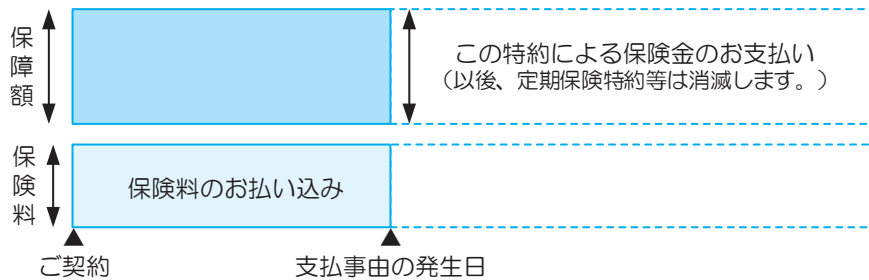 保障額
この特約による保険金のお支払い
（以後、定期保険特約等は消滅します。）
保険料
保険料のお払い込み
ご契約
支払事由の発生日